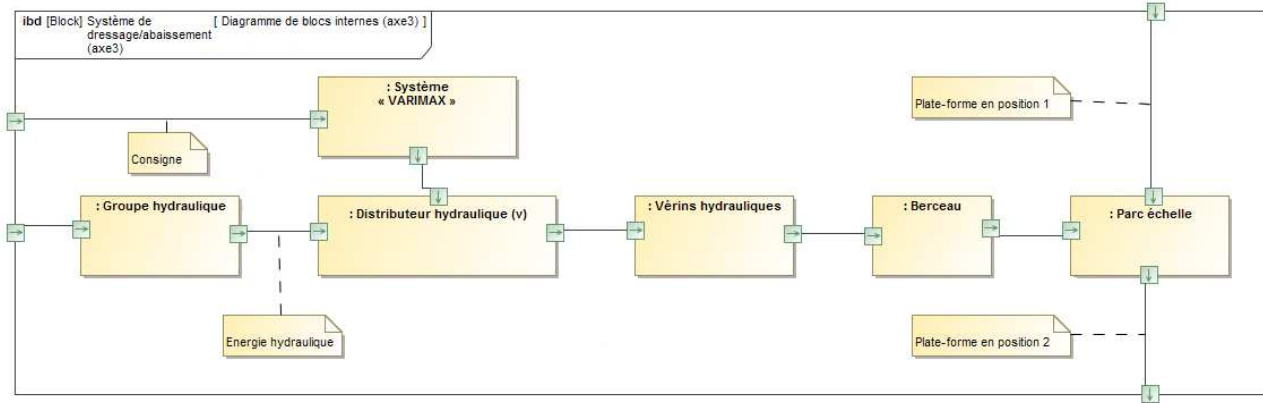 ibd [Block] Système de [ Diagramme de blocs internes (axe3) ]
dressage/abaissement
(axe3)
: Système
« VARIMAX »
Plate-forme en position 1
Consigne
: Groupe hydraulique
: Distributeur hydraulique (v)
: Vérins hydrauliques
: Berceau
: Parc échelle
Energie hydraulique
Plate-forme en position 2